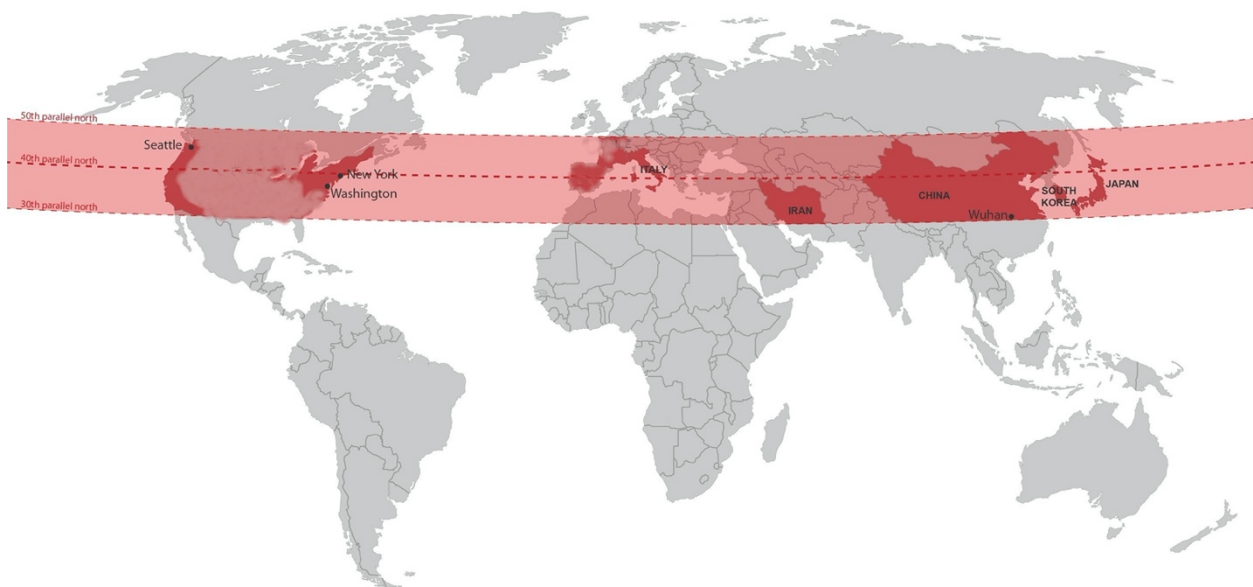 50th parallel north
Seattle
40th parallel north
New York
Washington
30th parallel north
ITALY
IRAN
CHINA
Wuhan
SOUTH
KOREA
JAPAN